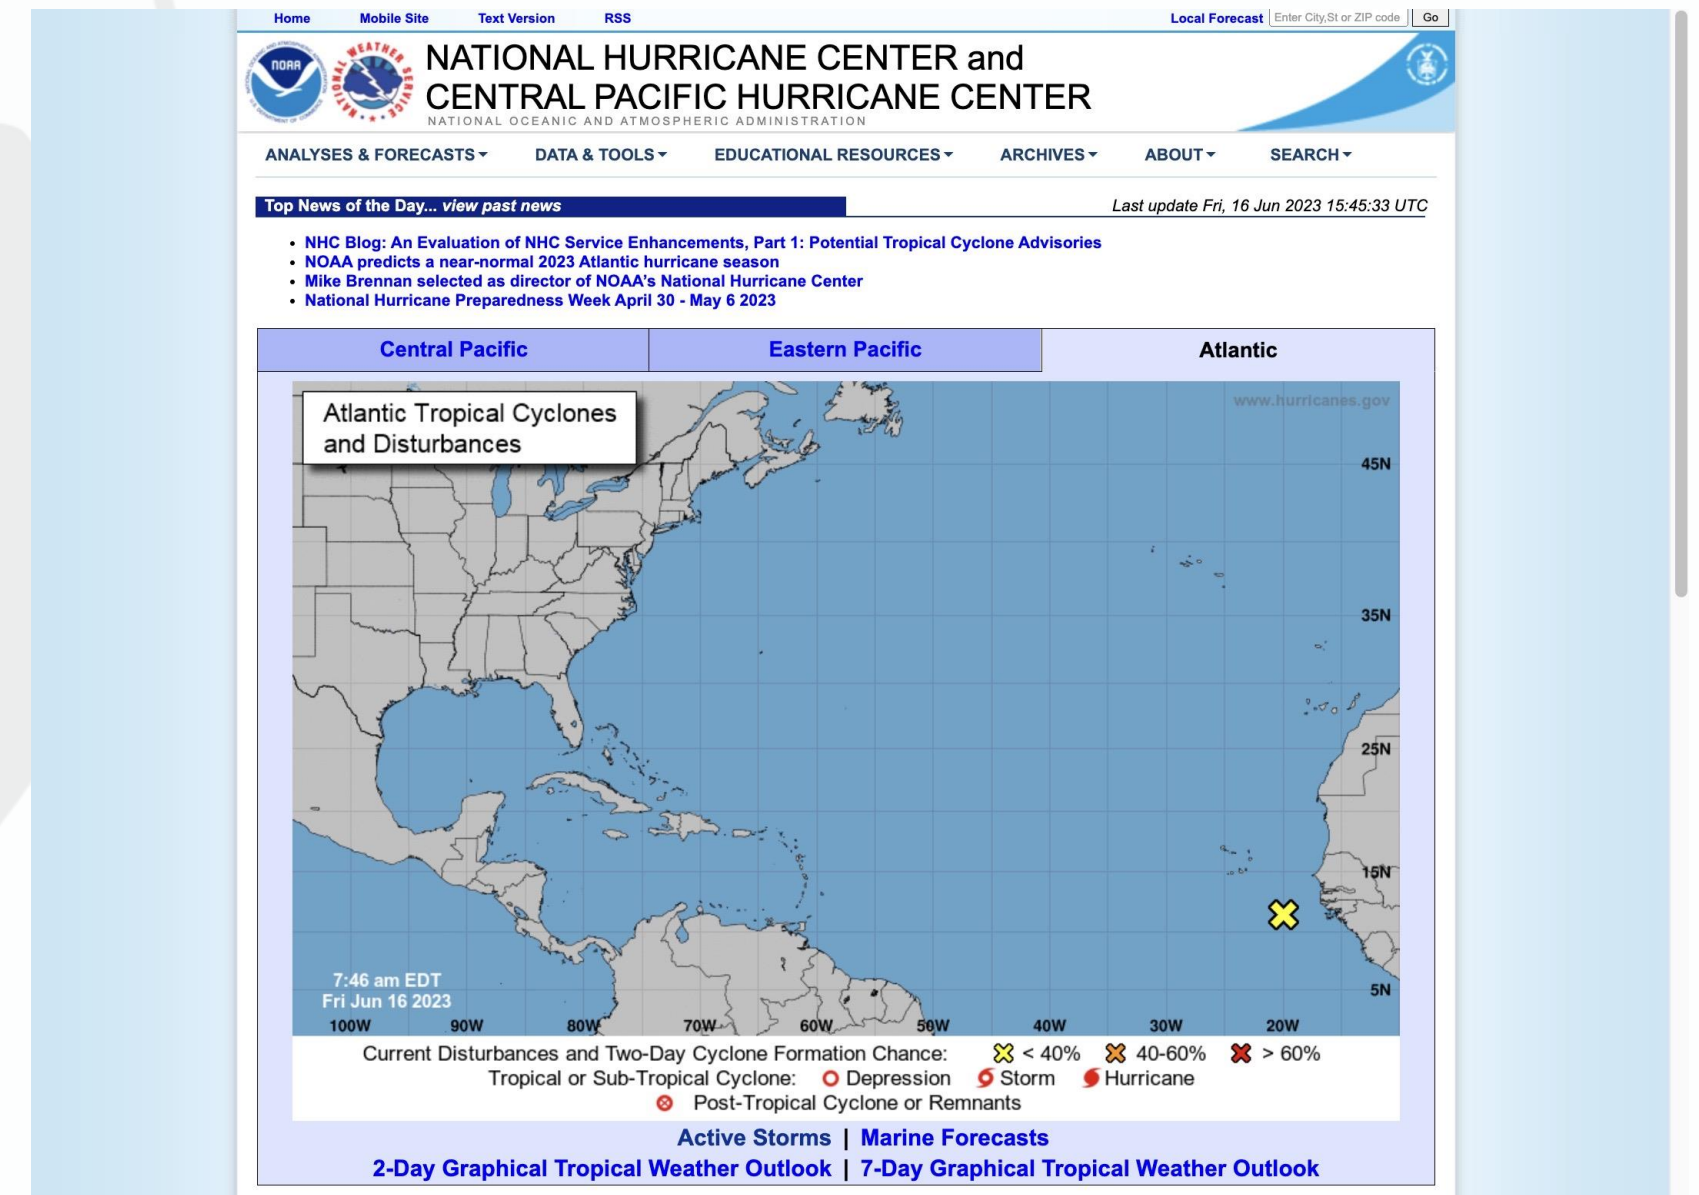 Home Mobile Site Text Version RSS Local Forecast Enter City,St or ZIP code Go
NOAA
NATIONAL WEATHER SERVICE
NATIONAL HURRICANE CENTER and
CENTRAL PACIFIC HURRICANE CENTER
NATIONAL OCEANIC AND ATMOSPHERIC ADMINISTRATION
ANALYSES & FORECASTS DATA & TOOLS EDUCATIONAL RESOURCES ARCHIVES ABOUT SEARCH
Top News of the Day... view past news Last update Fri, 16 Jun 2023 15:45:33 UTC
• NHC Blog: An Evaluation of NHC Service Enhancements, Part 1: Potential Tropical Cyclone Advisories
• NOAA predicts a near-normal 2023 Atlantic hurricane season
• Mike Brennan selected as director of NOAA’s National Hurricane Center
• National Hurricane Preparedness Week April 30 - May 6 2023
Central Pacific Eastern Pacific Atlantic
Atlantic Tropical Cyclones
and Disturbances
www.hurricanes.gov
45N
35N
25N
15N
5N
7:46 am EDT
Fri Jun 16 2023
100W 90W 80W 70W 60W 50W 40W 30W 20W
Current Disturbances and Two-Day Cyclone Formation Chance: < 40% 40-60% > 60%
Tropical or Sub-Tropical Cyclone: Depression Storm Hurricane
Post-Tropical Cyclone or Remnants
Active Storms | Marine Forecasts
2-Day Graphical Tropical Weather Outlook | 7-Day Graphical Tropical Weather Outlook